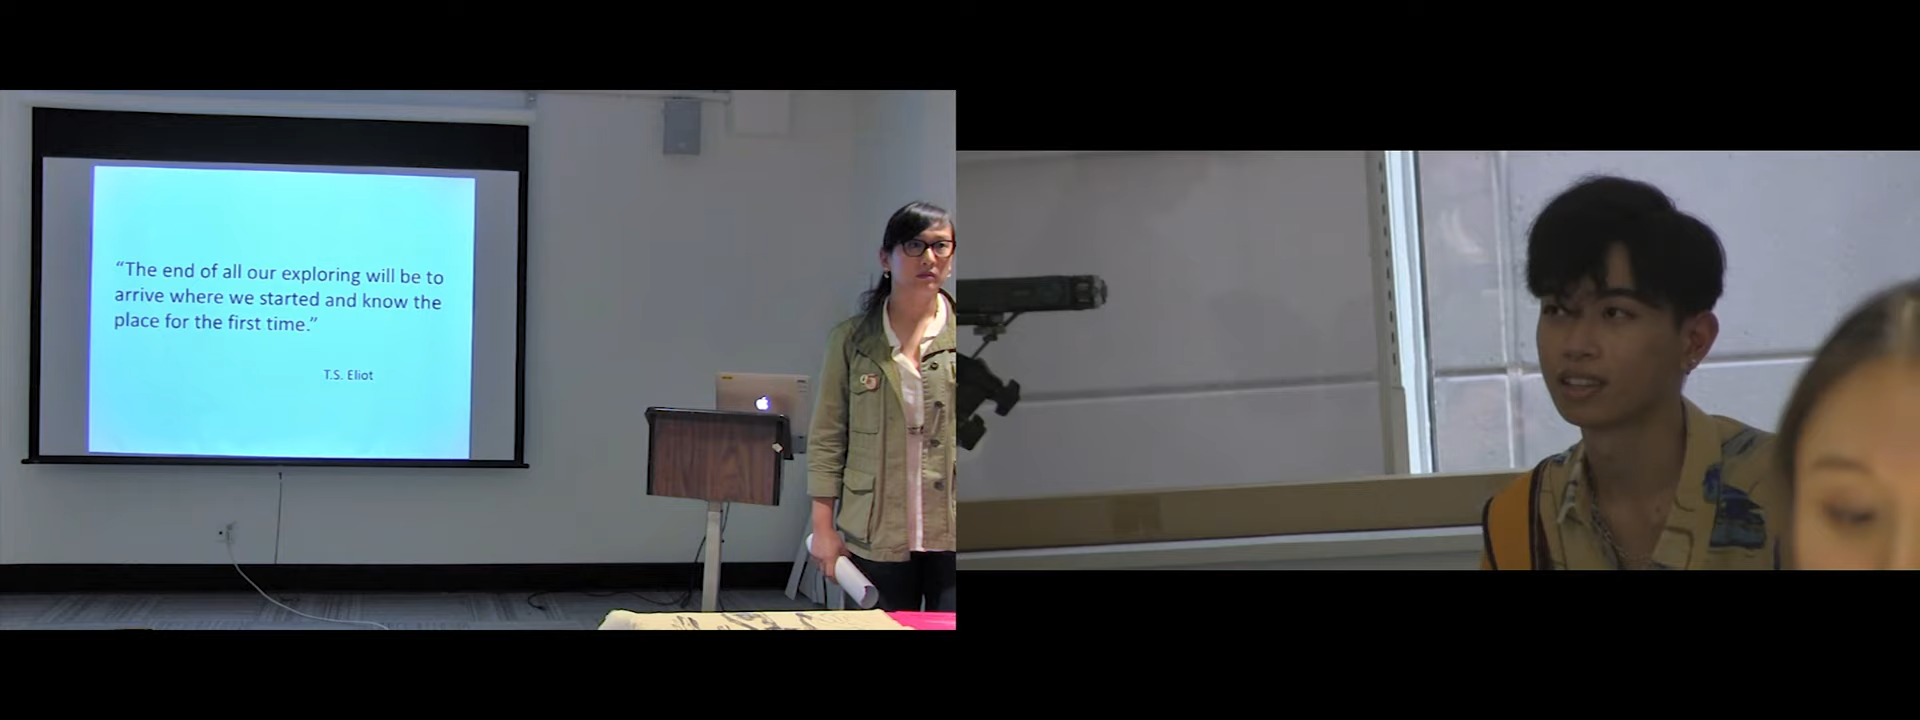 “The end of all our exploring will be to
arrive where we started and know the
place for the first time.”
T.S. Eliot